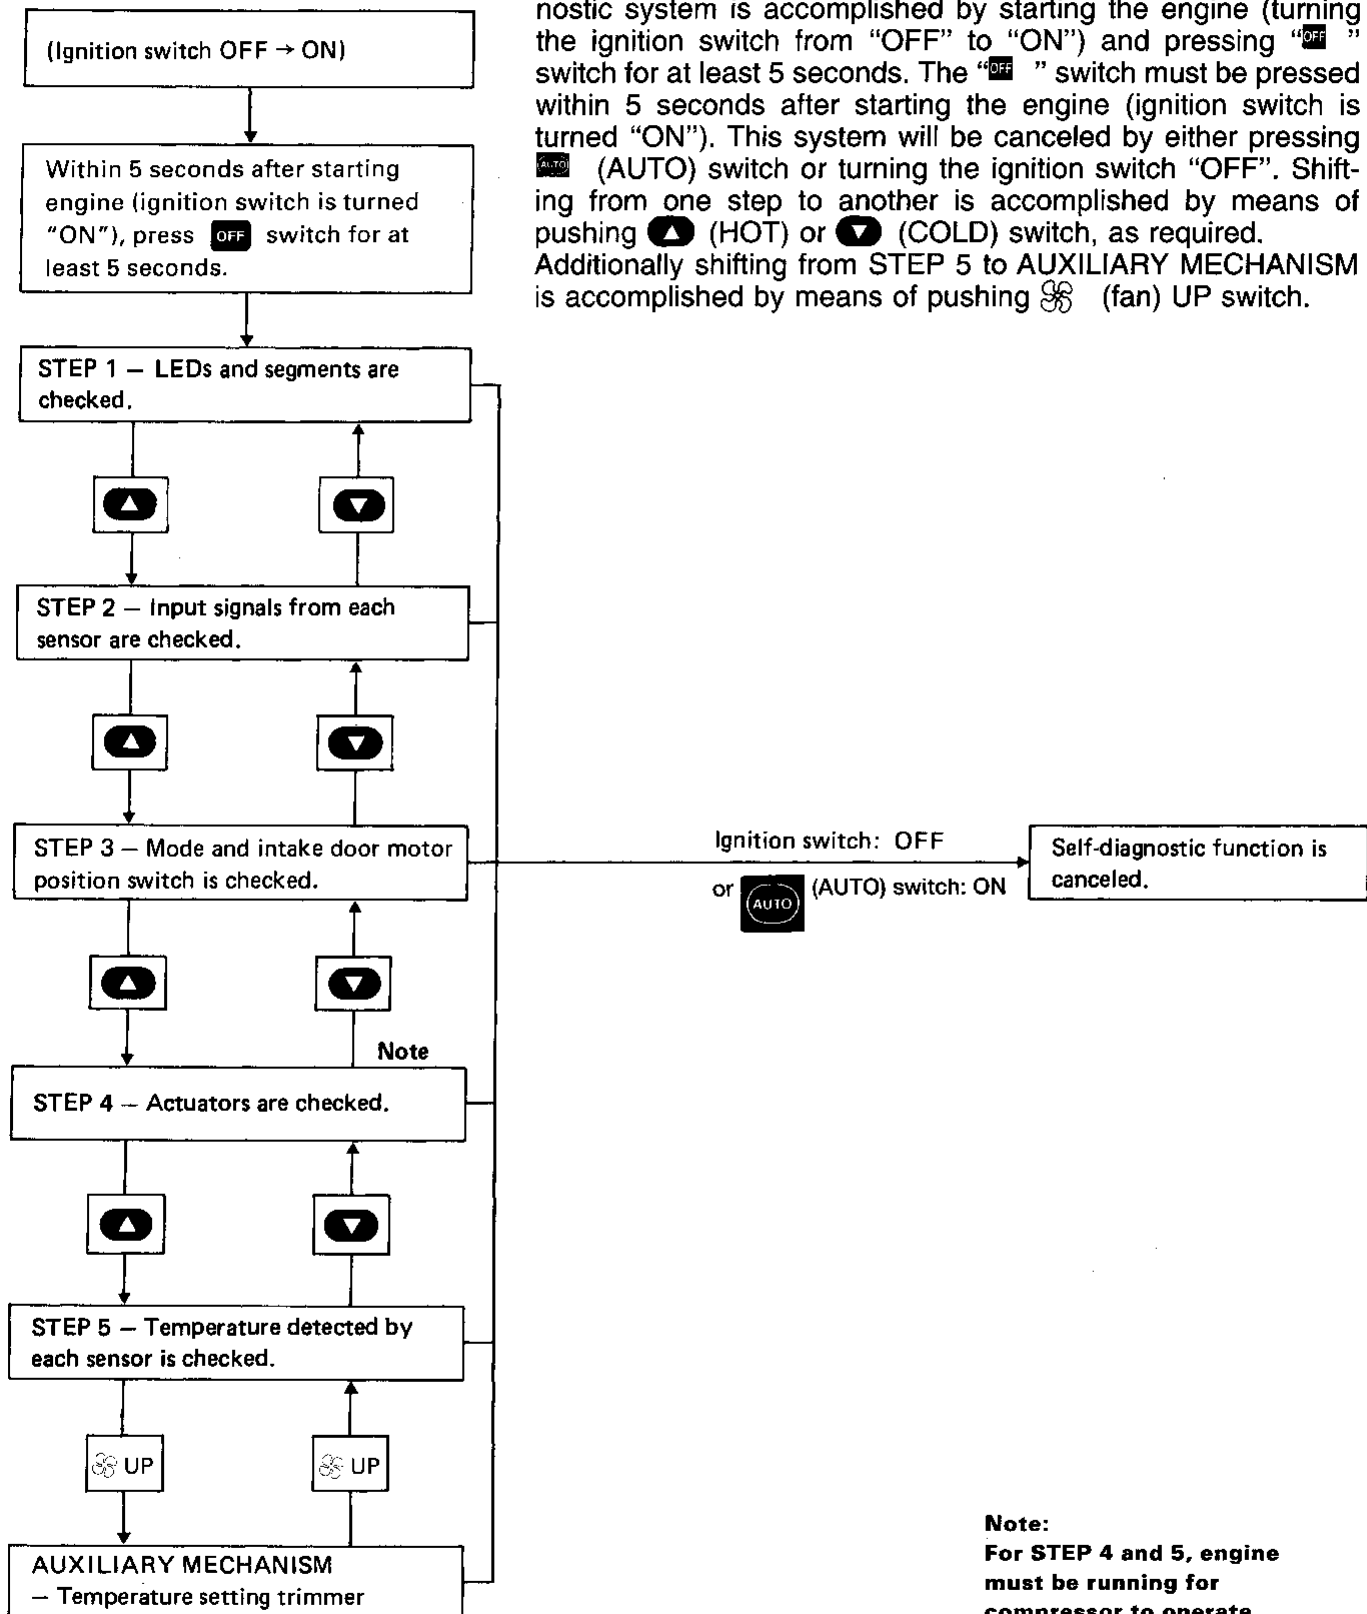 (Ignition switch OFF → ON)
Within 5 seconds after starting
engine (ignition switch is turned
“ON”), press OFF switch for at
least 5 seconds.
nostic system is accomplished by starting the engine (turning
the ignition switch from “OFF” to “ON”) and pressing “OFF ”
switch for at least 5 seconds. The “OFF ” switch must be pressed
within 5 seconds after starting the engine (ignition switch is
turned “ON”). This system will be canceled by either pressing
AUTO (AUTO) switch or turning the ignition switch “OFF”. Shift-
ing from one step to another is accomplished by means of
pushing (HOT) or (COLD) switch, as required.
Additionally shifting from STEP 5 to AUXILIARY MECHANISM
is accomplished by means of pushing (fan) UP switch.
STEP 1 — LEDs and segments are
checked.
STEP 2 — Input signals from each
sensor are checked.
STEP 3 — Mode and intake door motor
position switch is checked.
Ignition switch: OFF
or AUTO (AUTO) switch: ON
Self-diagnostic function is
canceled.
Note
STEP 4 — Actuators are checked.
STEP 5 — Temperature detected by
each sensor is checked.
UP
UP
AUXILIARY MECHANISM
— Temperature setting trimmer
Note:
For STEP 4 and 5, engine
must be running for
compressor to operate